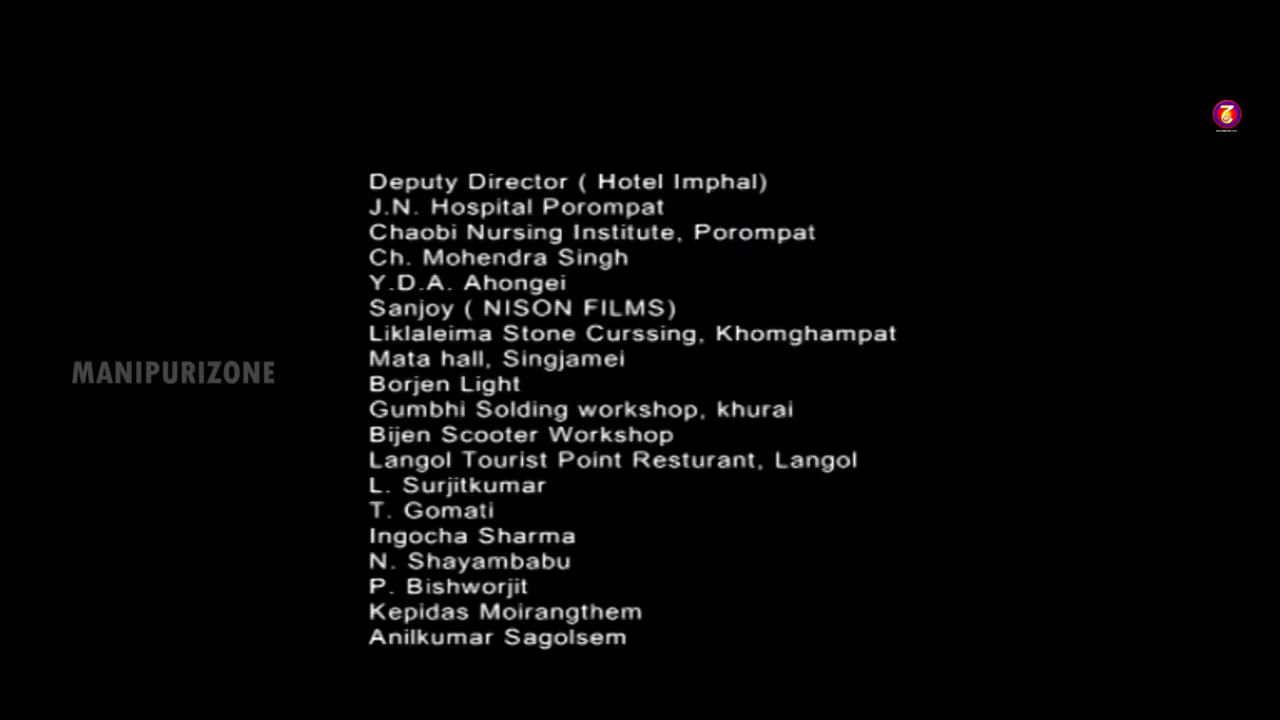 Deputy Director ( Hotel Imphal)
J.N. Hospital Porompat
Chaobi Nursing Institute, Porompat
Ch. Mohendra Singh
Y.D.A. Ahongei
Sanjoy ( NISON FILMS)
Liklaleima Stone Curssing, Khomghampat
Mata hall, Singjamei
MANIPURIZONE
Borjen Light
Gumbhi Solding workshop, khurai
Bijen Scooter Workshop
Langol Tourist Point Resturant, Langol
L. Surjitkumar
T. Gomati
Ingocha Sharma
N. Shayambabu
P. Bishworjit
Kepidas Moirangthem
Anilkumar Sagolsem